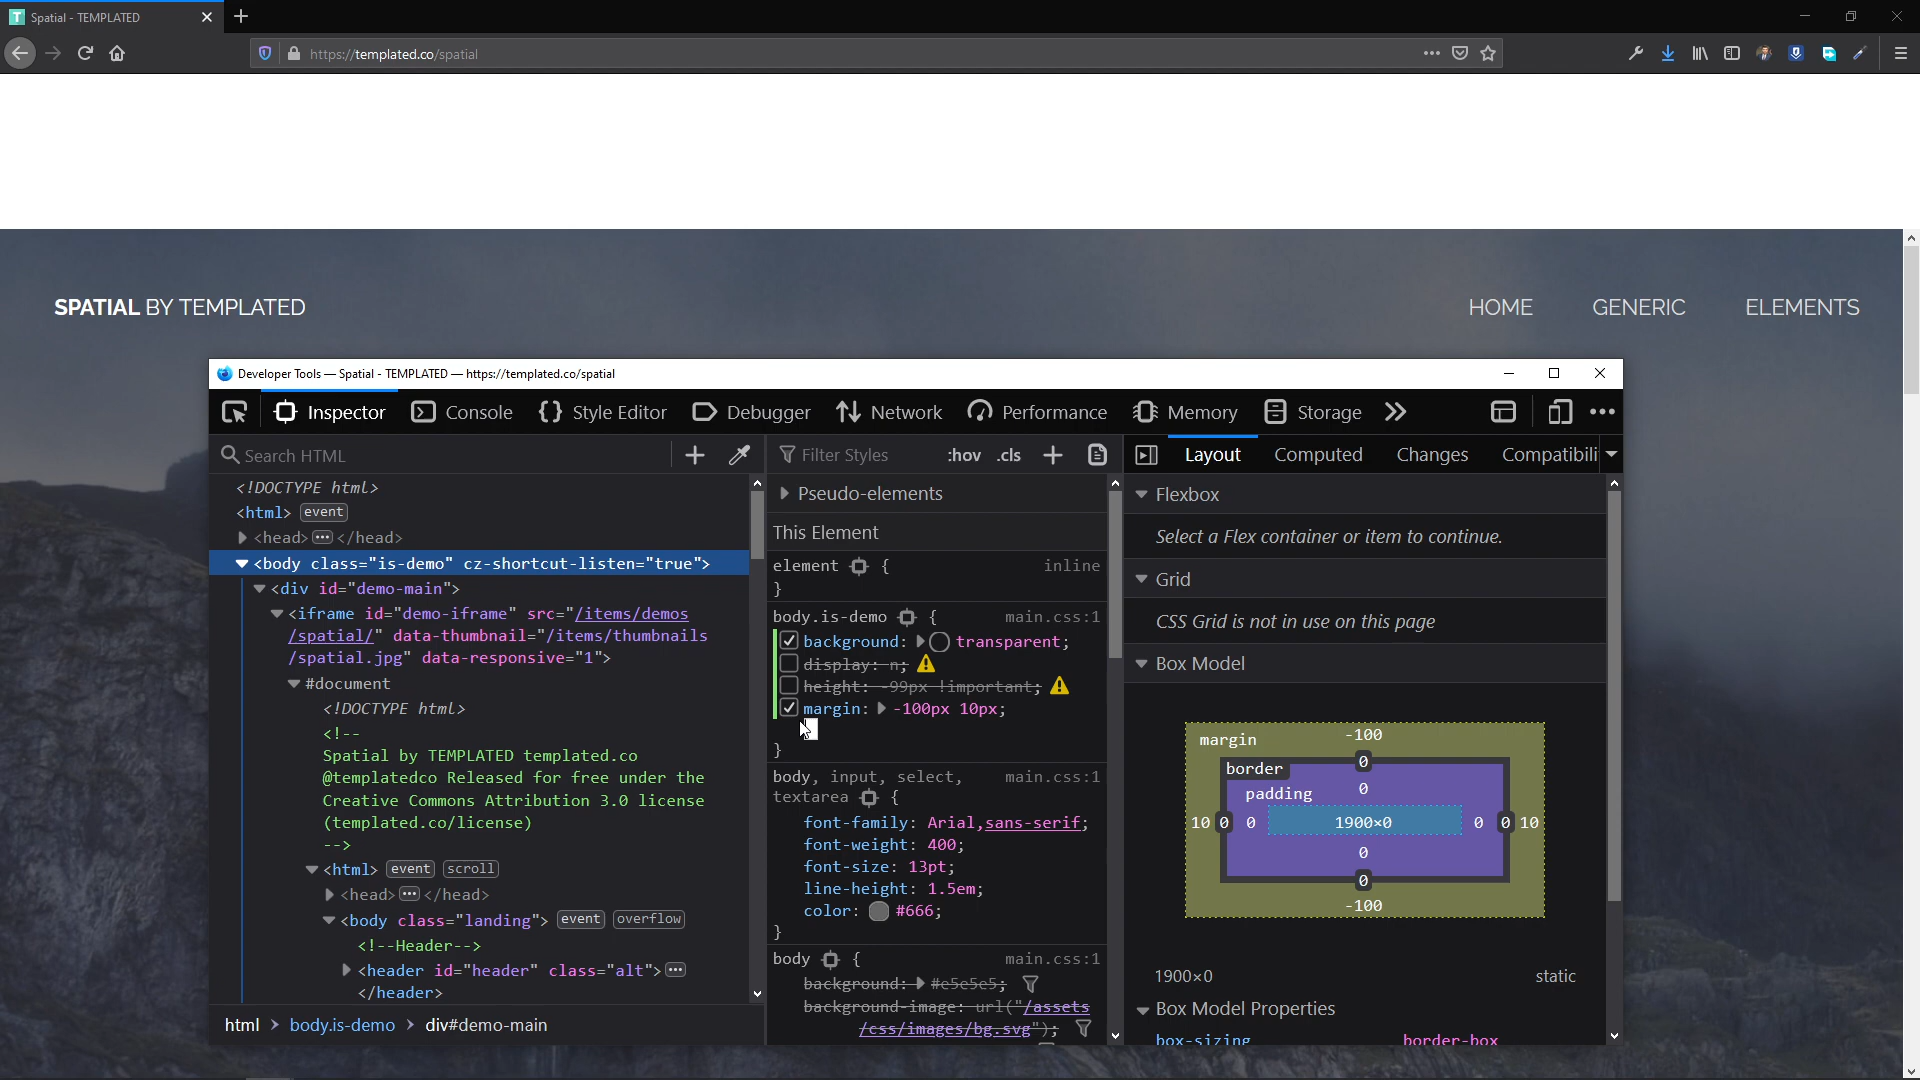 Spatial - TEMPLATED
https://templated.co/spatial
SPATIAL BY TEMPLATED
HOME
GENERIC
ELEMENTS
Developer Tools — Spatial - TEMPLATED — https://templated.co/spatial
Inspector
Console
Style Editor
Debugger
Network
Performance
Memory
Storage
Search HTML
Filter Styles
:hov
.cls
Layout
Computed
Changes
Compatibili
<!DOCTYPE html>
<html> event
<head> ••• </head>
<body class="is-demo" cz-shortcut-listen="true">
<div id="demo-main">
<iframe id="demo-iframe" src="/items/demos
/spatial/" data-thumbnail="/items/thumbnails
/spatial.jpg" data-responsive="1">
#document
<!DOCTYPE html>
<!--
Spatial by TEMPLATED templated.co
@templatedco Released for free under the
Creative Commons Attribution 3.0 license
(templated.co/license)
-->
<html> event scroll
<head> ••• </head>
<body class="landing"> event overflow
<!--Header-->
<header id="header" class="alt"> •••
</header>
html > body.is-demo > div#demo-main
Pseudo-elements
This Element
element { inline
}
body.is-demo { main.css:1
background: transparent;
display: n;
height: -99px !important;
margin: -100px 10px;
}
body, input, select, main.css:1
textarea {
font-family: Arial,sans-serif;
font-weight: 400;
font-size: 13pt;
line-height: 1.5em;
color: #666;
}
body { main.css:1
background: #e5e5e5;
background-image: url("/assets
/css/images/bg.svg");
Flexbox
Select a Flex container or item to continue.
Grid
CSS Grid is not in use on this page
Box Model
margin -100
border 0
padding 0
10 0 0 1900×0 0 0 10
0
0
-100
1900×0 static
Box Model Properties
box-sizing border-box